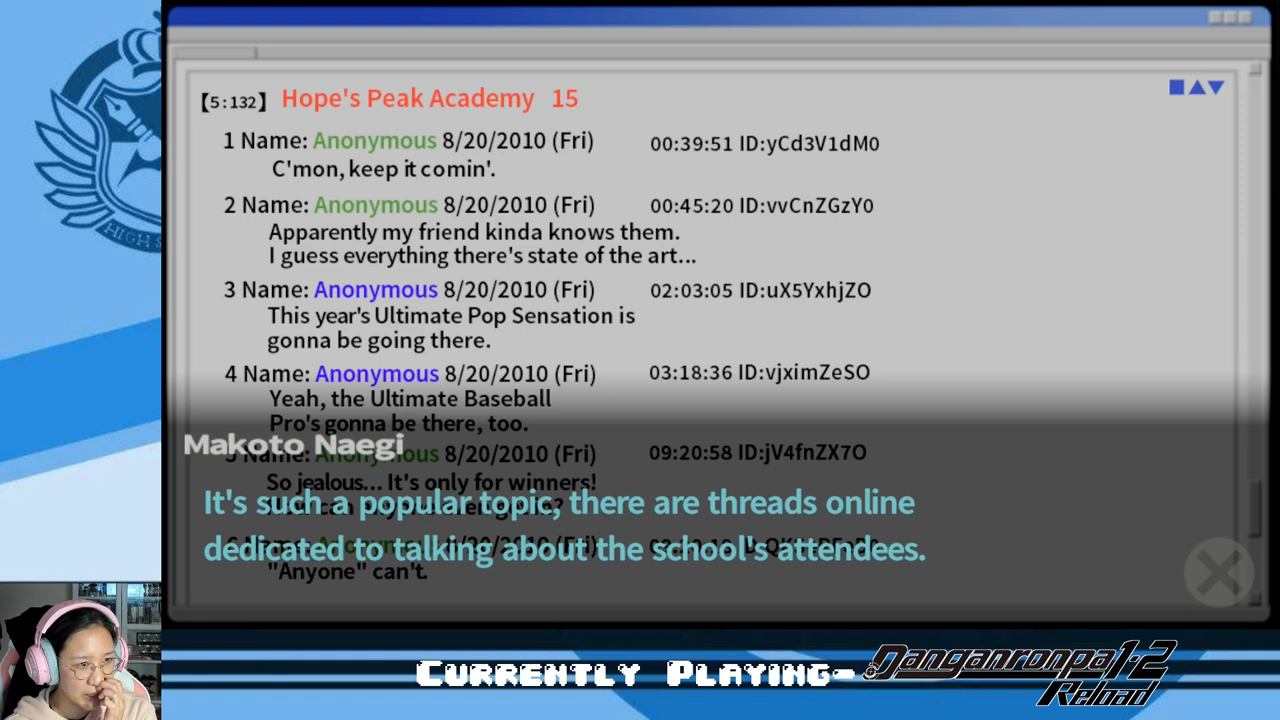 【5:132】 Hope's Peak Academy 15
1 Name: Anonymous 8/20/2010 (Fri) 00:39:51 ID:yCd3V1dM0
C'mon, keep it comin'.
2 Name: Anonymous 8/20/2010 (Fri) 00:45:20 ID:vvCnZGzY0
Apparently my friend kinda knows them.
I guess everything there's state of the art...
3 Name: Anonymous 8/20/2010 (Fri) 02:03:05 ID:uX5YxhjZO
This year's Ultimate Pop Sensation is
gonna be going there.
4 Name: Anonymous 8/20/2010 (Fri) 03:18:36 ID:vjximZeSO
Yeah, the Ultimate Baseball
Pro's gonna be there, too.
Makoto Naegi
5 Name: Anonymous 8/20/2010 (Fri) 09:20:58 ID:jV4fnZX7O
So jealous... It's only for winners!
It's such a popular topic, there are threads online
dedicated to talking about the school's attendees.
"Anyone" can't.
HIGH S
Currently Playing-
Danganronpa 1·2
Reload